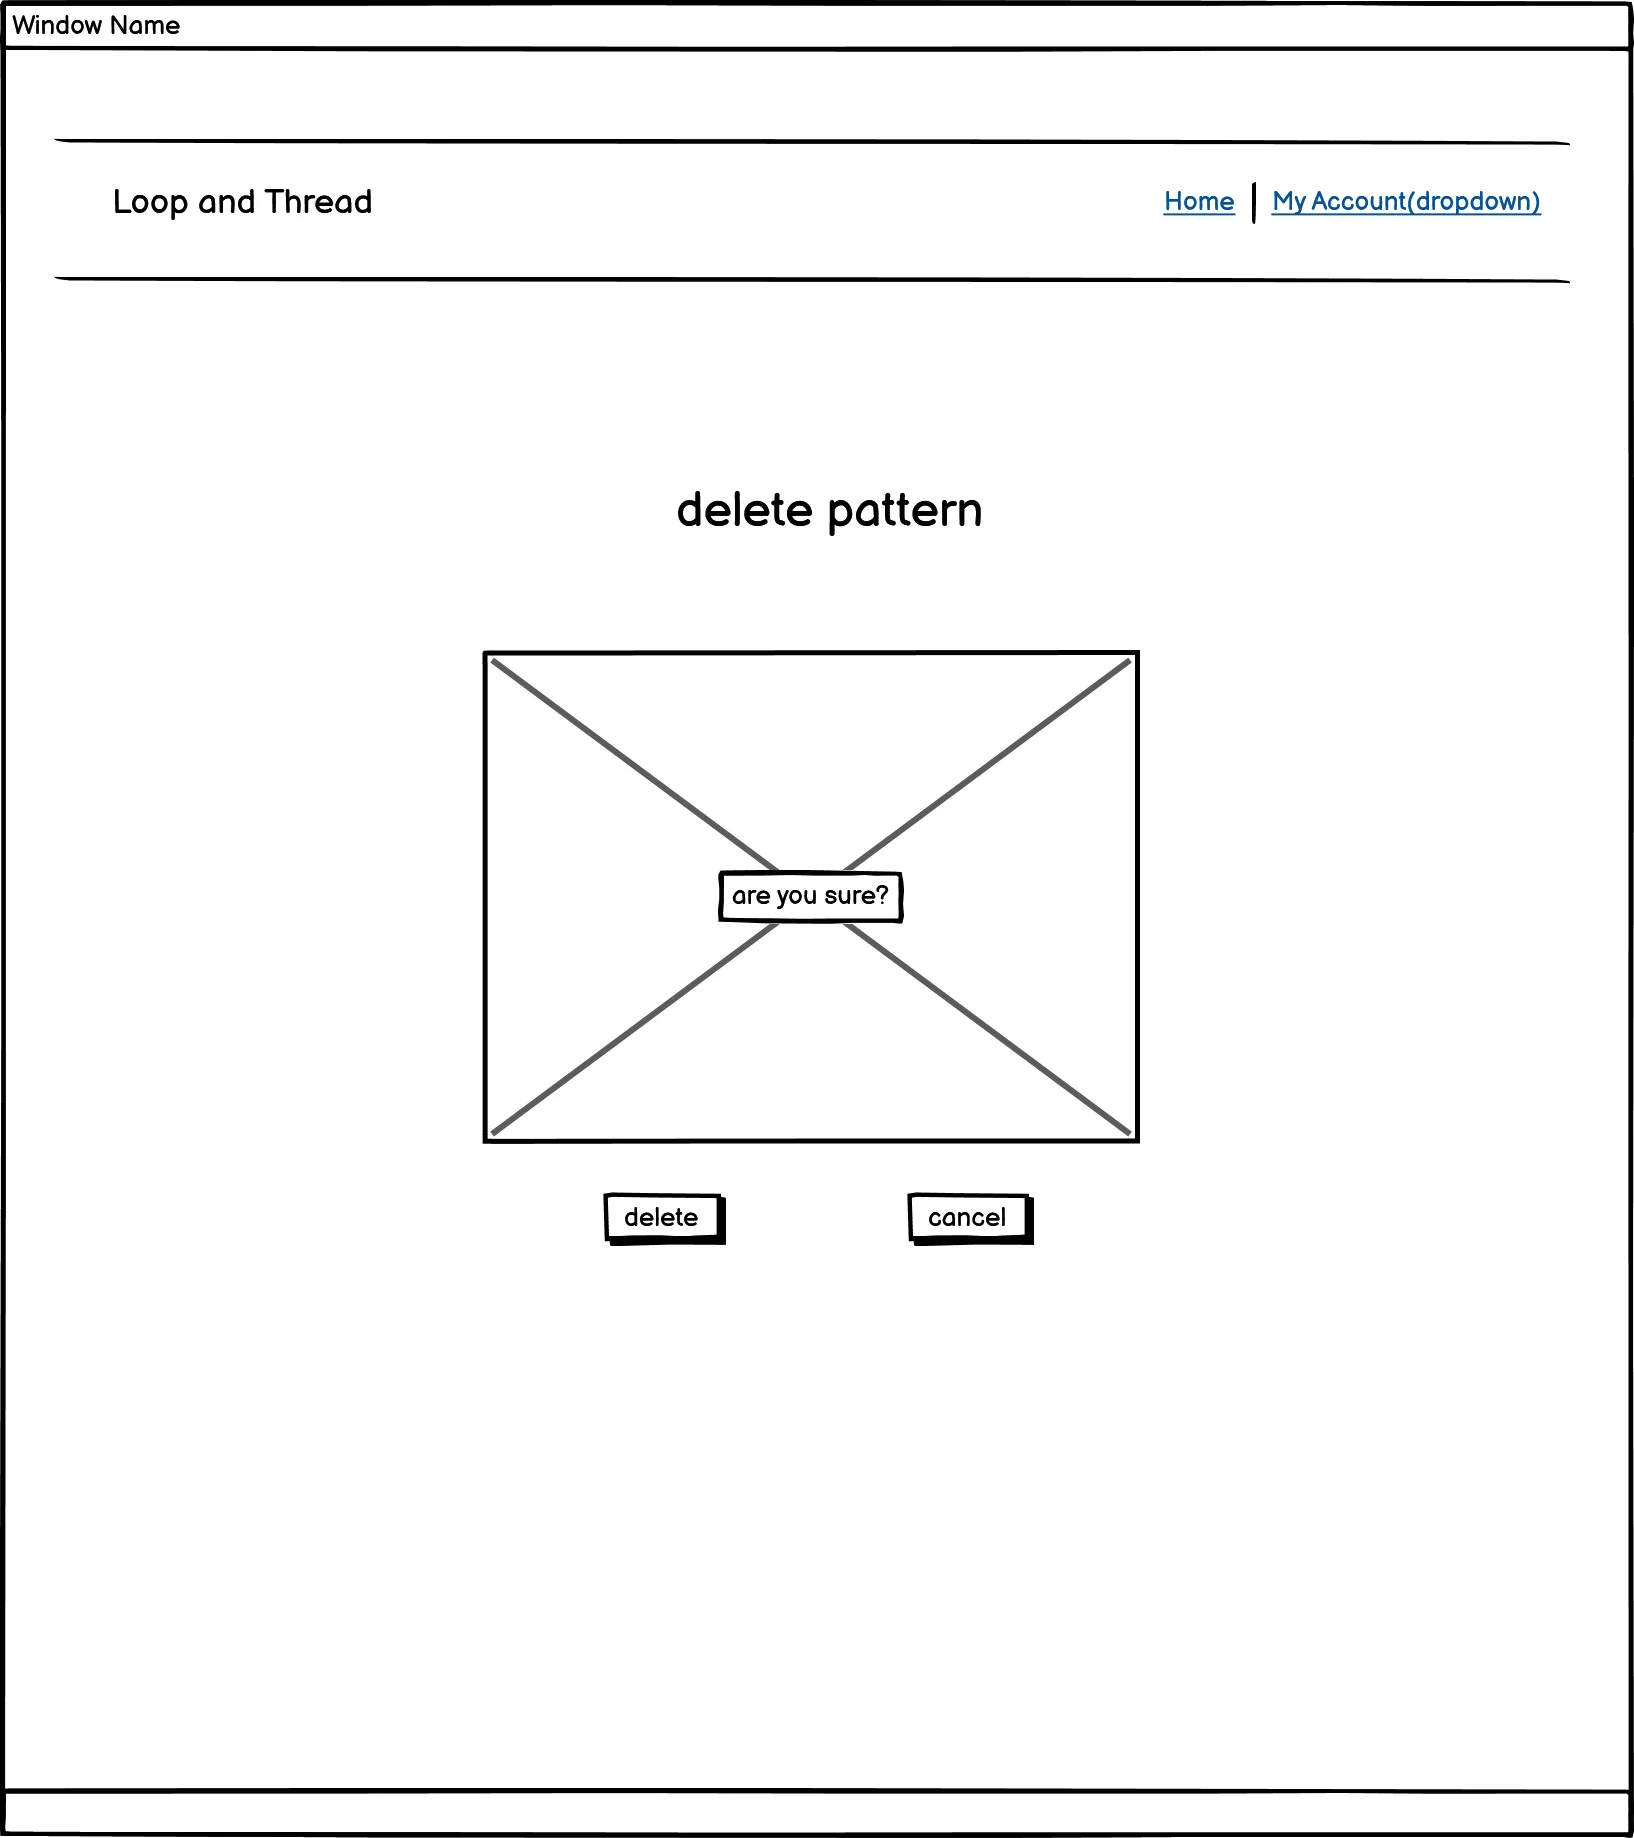 Window Name
Loop and Thread
Home
My Account(dropdown)
delete pattern
are you sure?
delete
cancel